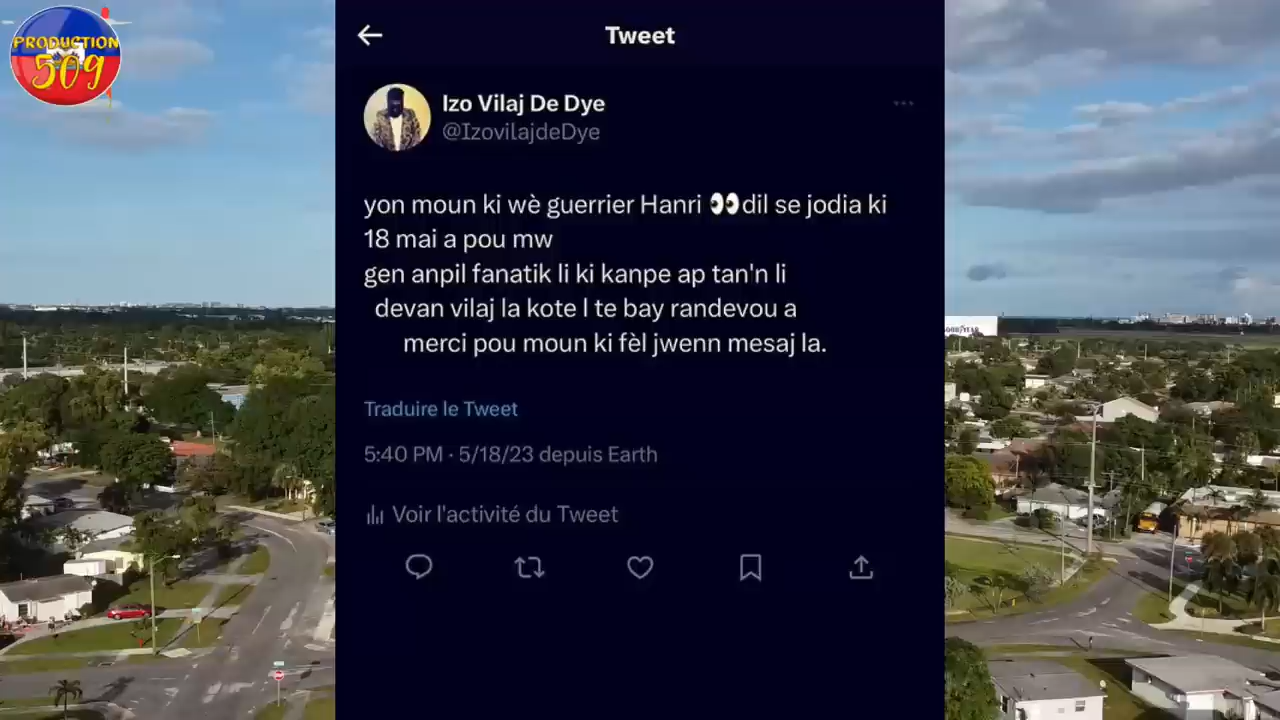 PRODUCTION
509
Tweet
Izo Vilaj De Dye
@IzovilajdeDye
yon moun ki wè guerrier Hanri 👀dil se jodia ki
18 mai a pou mw
gen anpil fanatik li ki kanpe ap tan'n li
devan vilaj la kote l te bay randevou a
merci pou moun ki fèl jwenn mesaj la.
Traduire le Tweet
5:40 PM · 5/18/23 depuis Earth
Voir l'activité du Tweet